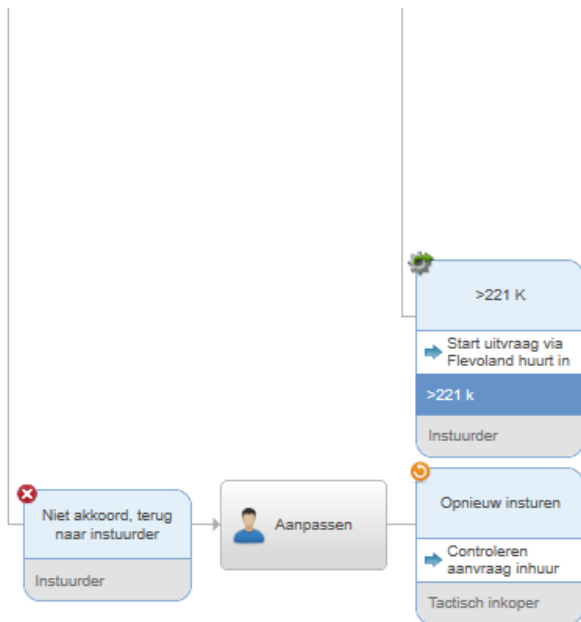 >221 K
Start uitvraag via
Flevoland huurt in
>221 k
Instuurder
Niet akkoord, terug
naar instuurder
Instuurder
Aanpassen
Opnieuw insturen
Controleren
aanvraag inhuur
Tactisch inkoper